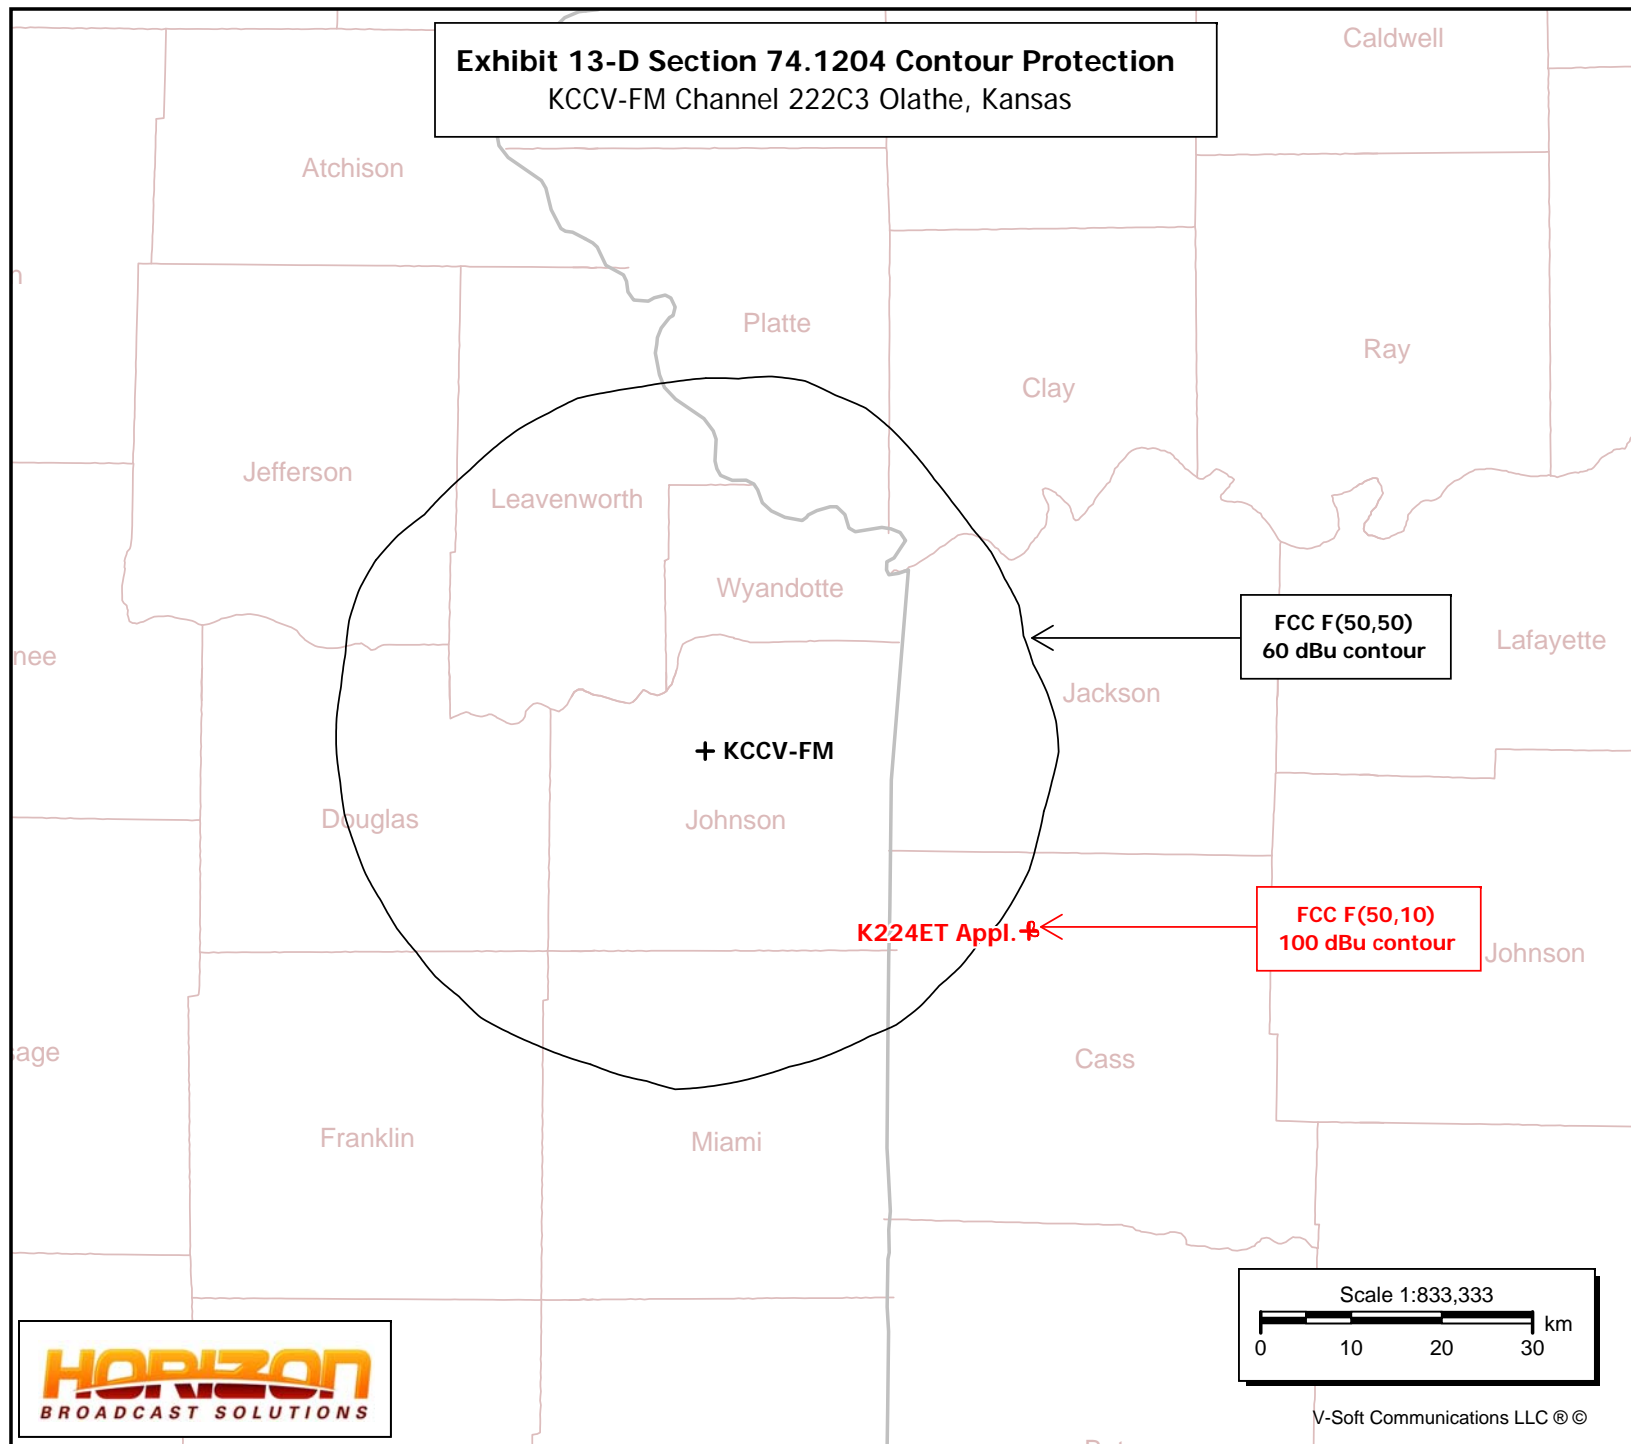 Exhibit 13-D Section 74.1204 Contour Protection
KCCV-FM Channel 222C3 Olathe, Kansas
Caldwell
Atchison
Platte
Ray
Clay
Jefferson
Leavenworth
Wyandotte
FCC F(50,50)
60 dBu contour
Lafayette
nee
Jackson
KCCV-FM
Douglas
Johnson
K224ET Appl.
FCC F(50,10)
100 dBu contour
Johnson
sage
Cass
Franklin
Miami
Scale 1:833,333
km
0 10 20 30
HORIZON
BROADCAST SOLUTIONS
V-Soft Communications LLC ® ©